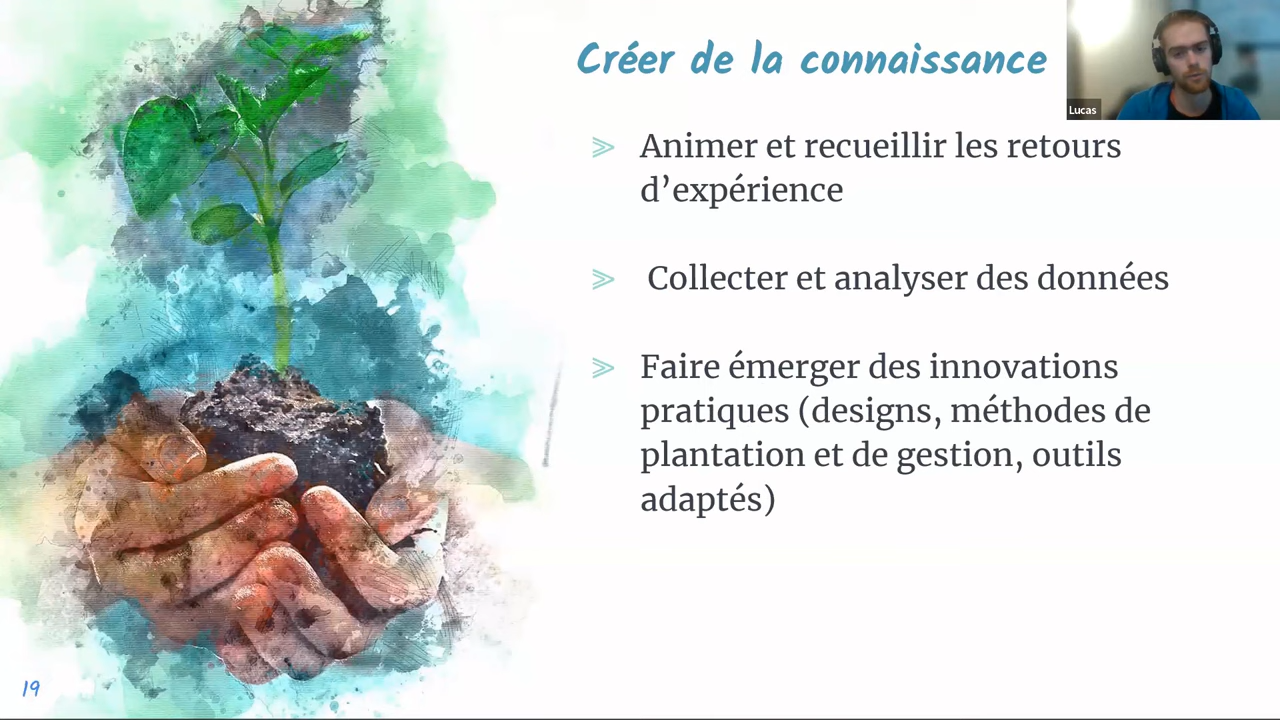 Créer de la connaissance
Lucas
Animer et recueillir les retours
d’expérience
Collecter et analyser des données
Faire émerger des innovations
pratiques (designs, méthodes de
plantation et de gestion, outils
adaptés)
19